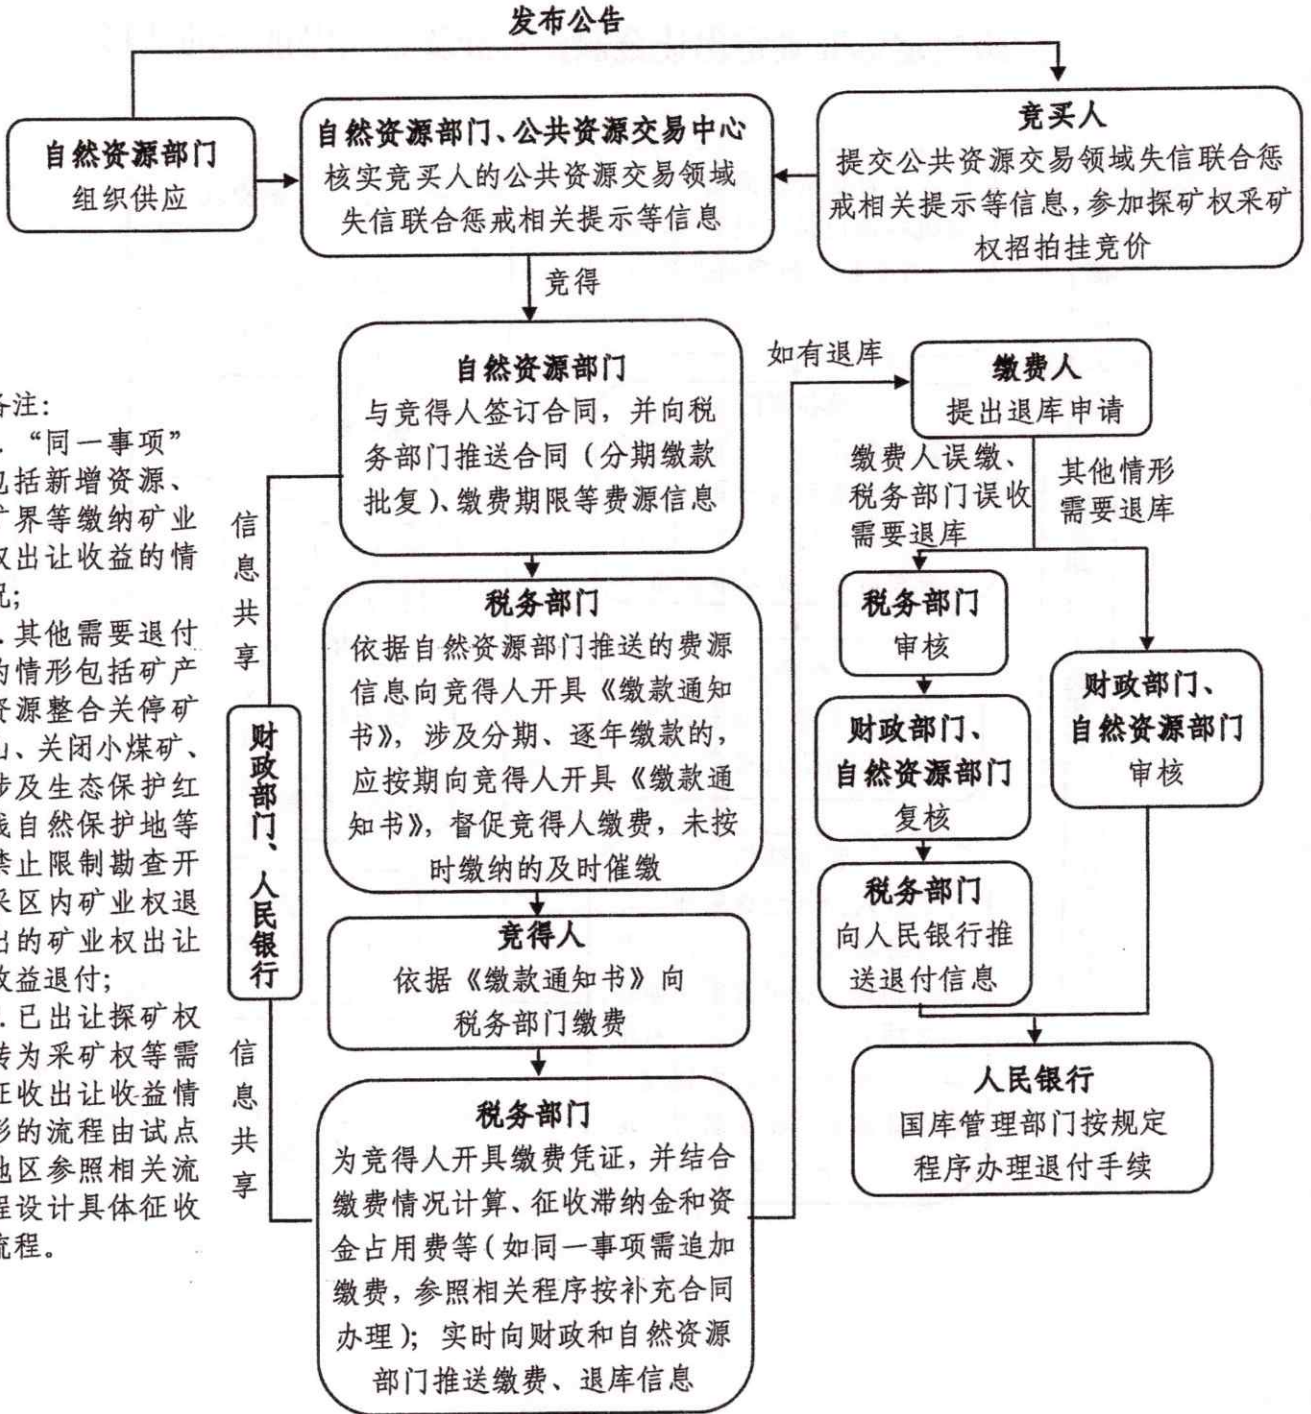 发布公告
自然资源部门
组织供应
自然资源部门、公共资源交易中心
核实竞买人的公共资源交易领域
失信联合惩戒相关提示等信息
竞买人
提交公共资源交易领域失信联合惩
戒相关提示等信息，参加探矿权采矿
权招拍挂竞价
竞得
自然资源部门
与竞得人签订合同，并向税
务部门推送合同（分期缴款
批复）、缴费期限等费源信息
税务部门
依据自然资源部门推送的费源
信息向竞得人开具《缴款通知
书》，涉及分期、逐年缴款的，
应按期向竞得人开具《缴款通
知书》，督促竞得人缴费，未按
时缴纳的及时催缴
竞得人
依据《缴款通知书》向
税务部门缴费
税务部门
为竞得人开具缴费凭证，并结合
缴费情况计算、征收滞纳金和资
金占用费等（如同一事项需追加
缴费，参照相关程序按补充合同
办理）；实时向财政和自然资源
部门推送缴费、退库信息
信息共享
财政部门、人民银行
信息共享
如有退库
缴费人
提出退库申请
缴费人误缴、
税务部门误收
需要退库
其他情形
需要退库
税务部门
审核
财政部门、
自然资源部门
复核
税务部门
向人民银行推
送退付信息
财政部门、
自然资源部门
审核
人民银行
国库管理部门按规定
程序办理退付手续
备注：
. “同一事项”
包括新增资源、
矿界等缴纳矿业
权出让收益的情
况；
. 其他需要退付
的情形包括矿产
资源整合关停矿
山、关闭小煤矿、
涉及生态保护红
线自然保护地等
禁止限制勘查开
采区内矿业权退
出的矿业权出让
收益退付；
. 已出让探矿权
转为采矿权等需
征收出让收益情
形的流程由试点
地区参照相关流
程设计具体征收
流程。